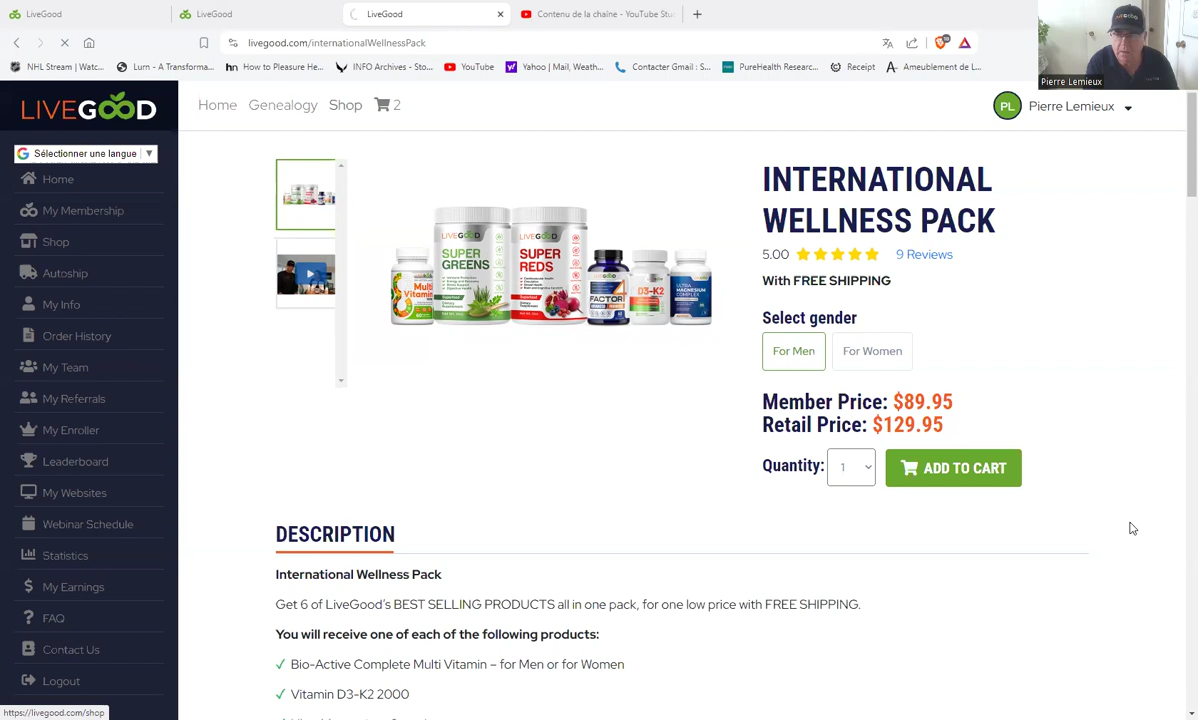 LiveGood
LiveGood
LiveGood
Contenu de la chaîne - YouTube Stu
livegood.com/internationalWellnessPack
NHL Stream | Watc...
Lurn - A Transforma...
How to Pleasure He...
INFO Archives - Sto...
YouTube
Yahoo | Mail, Weath...
Contacter Gmail : S...
PureHealth Researc...
Receipt
Ameublement de L...
Pierre Lemieux
LIVEGOOD
Home
Genealogy
Shop
2
PL
Pierre Lemieux
Sélectionner une langue
Home
My Membership
Shop
Autoship
My Info
Order History
My Team
My Referrals
My Enroller
Leaderboard
My Websites
Webinar Schedule
Statistics
My Earnings
FAQ
Contact Us
Logout
https://livegood.com/shop
LIVEGOOD
SUPER
GREENS
LIVEGOOD
SUPER
REDS
FACTOR
D3-K2
INTERNATIONAL
WELLNESS PACK
5.00
9 Reviews
With FREE SHIPPING
Select gender
For Men
For Women
Member Price: $89.95
Retail Price: $129.95
Quantity:
1
ADD TO CART
DESCRIPTION
International Wellness Pack
Get 6 of LiveGood's BEST SELLING PRODUCTS all in one pack, for one low price with FREE SHIPPING.
You will receive one of each of the following products:
✓ Bio-Active Complete Multi Vitamin – for Men or for Women
✓ Vitamin D3-K2 2000